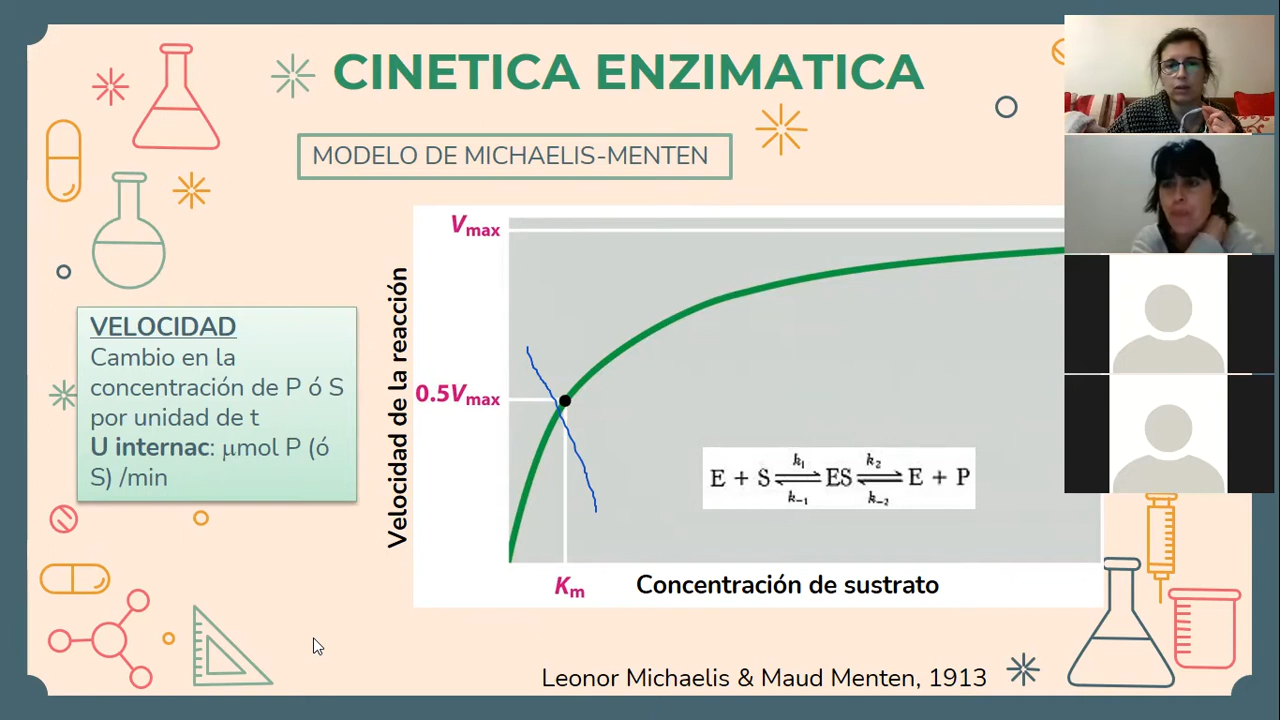 CINETICA ENZIMATICA
MODELO DE MICHAELIS-MENTEN
VELOCIDAD
Cambio en la
concentración de P ó S
por unidad de t
U internac: µmol P (ó
S) /min
Velocidad de la reacción
Vmax
0.5Vmax
Km
Concentración de sustrato
E + S k1 k-1 ES k2 k-2 E + P
Leonor Michaelis & Maud Menten, 1913